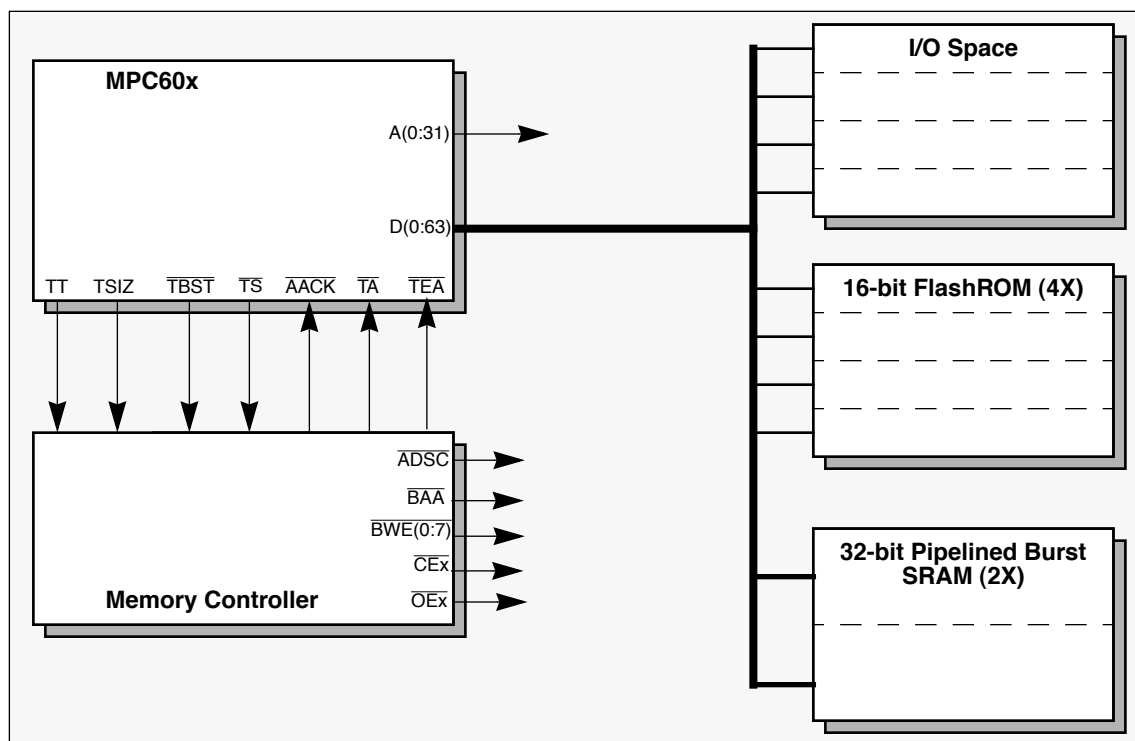 MPC60x
A(0:31)
D(0:63)
TT TSIZ TBST TS AACK TA TEA
ADSC
BAA
BWE(0:7)
CEx
OEx
Memory Controller
I/O Space
16-bit FlashROM (4X)
32-bit Pipelined Burst
SRAM (2X)